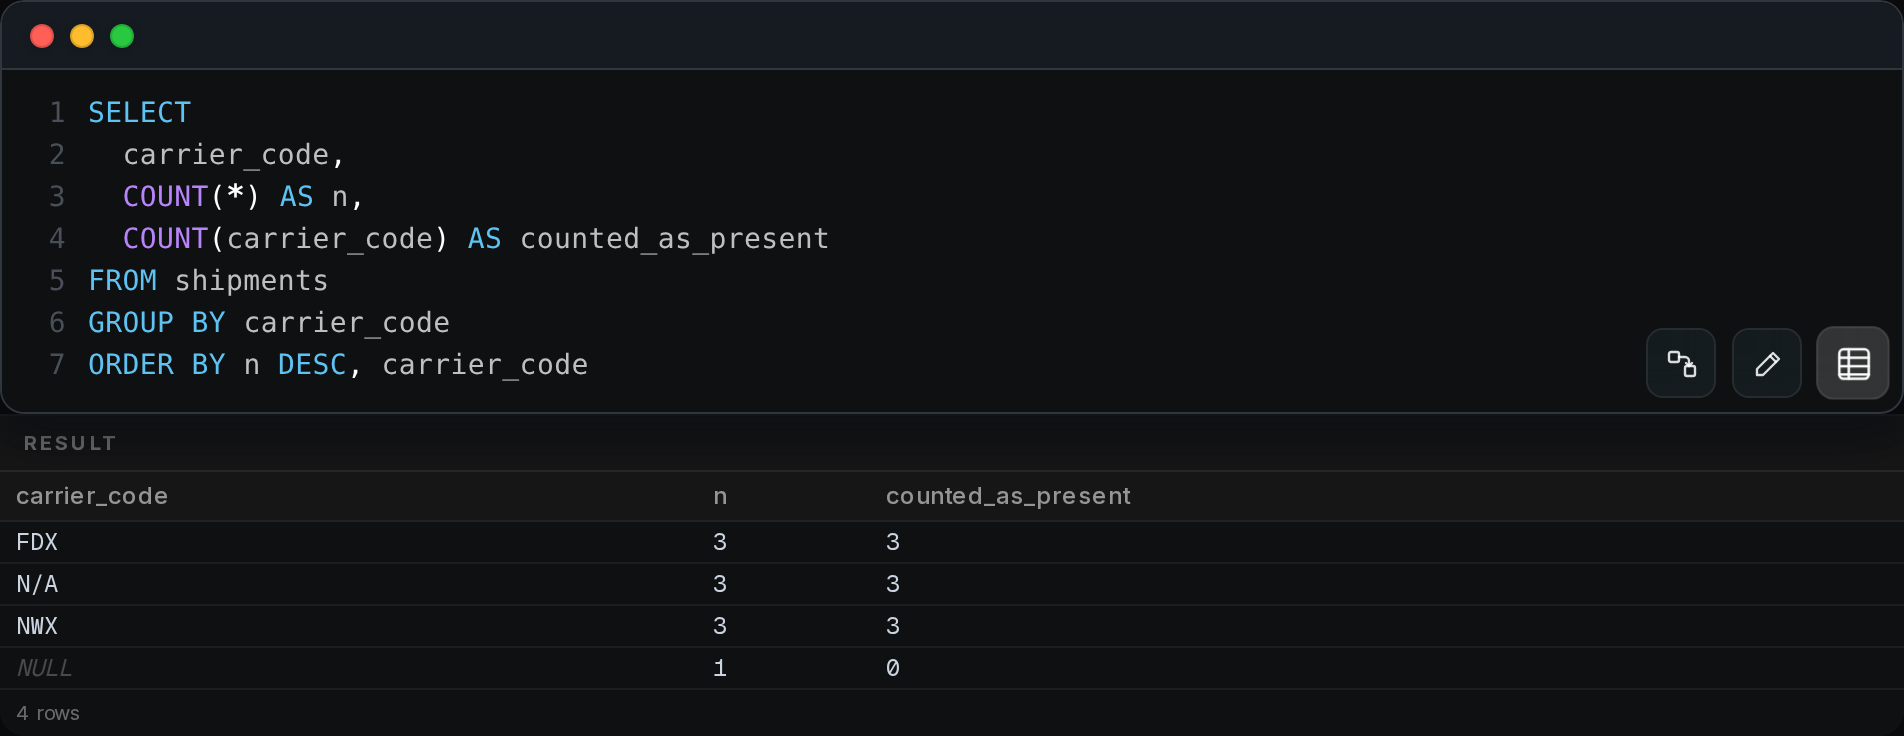 1 SELECT
2   carrier_code,
3   COUNT(*) AS n,
4   COUNT(carrier_code) AS counted_as_present
5 FROM shipments
6 GROUP BY carrier_code
7 ORDER BY n DESC, carrier_code
RESULT
carrier_code n counted_as_present
FDX 3 3
N/A 3 3
NWX 3 3
NULL 1 0
4 rows